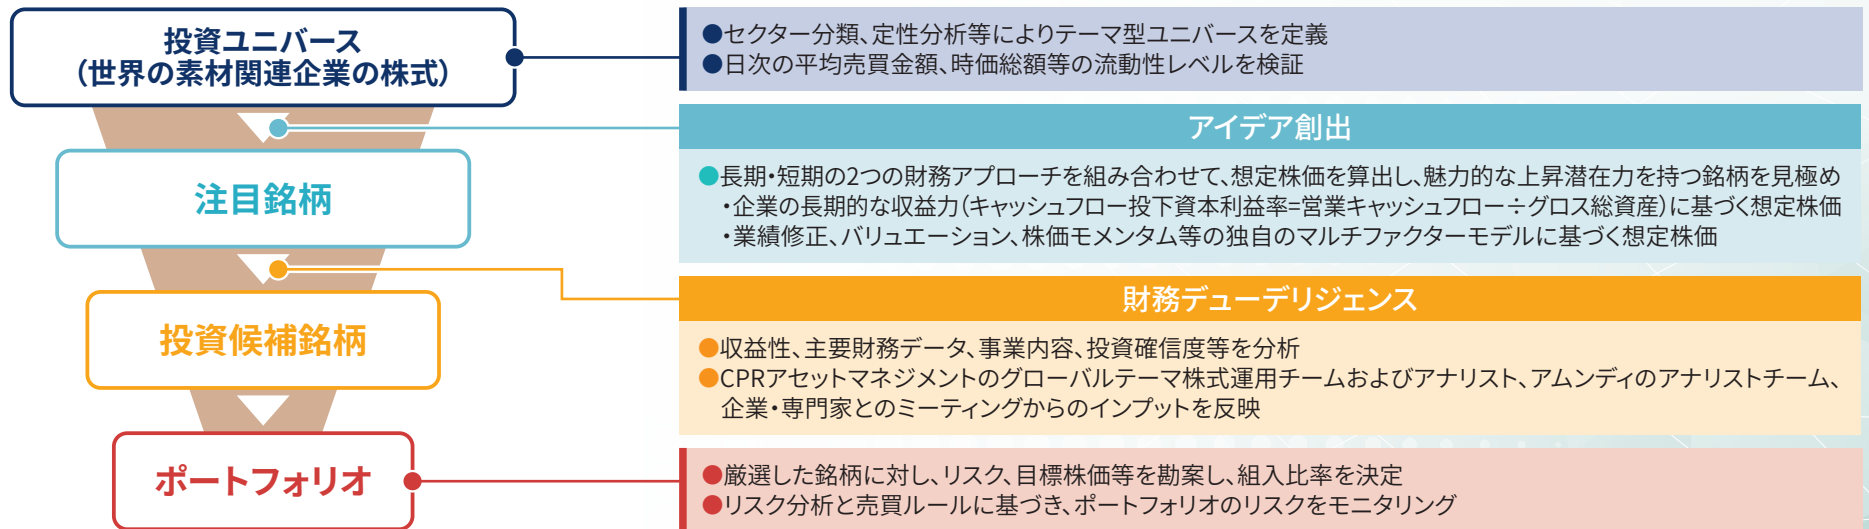 投資ユニバース
（世界の素材関連企業の株式）
●セクター分類、定性分析等によりテーマ型ユニバースを定義
●日次の平均売買金額、時価総額等の流動性レベルを検証
アイデア創出
注目銘柄
●長期・短期の2つの財務アプローチを組み合わせて、想定株価を算出し、魅力的な上昇潜在力を持つ銘柄を見極め
・企業の長期的な収益力（キャッシュフロー投下資本利益率=営業キャッシュフロー÷グロス総資産）に基づく想定株価
・業績修正、バリュエーション、株価モメンタム等の独自のマルチファクターモデルに基づく想定株価
財務デューデリジェンス
投資候補銘柄
●収益性、主要財務データ、事業内容、投資確信度等を分析
●CPRアセットマネジメントのグローバルテーマ株式運用チームおよびアナリスト、アムンディのアナリストチーム、
企業・専門家とのミーティングからのインプットを反映
ポートフォリオ
●厳選した銘柄に対し、リスク、目標株価等を勘案し、組入比率を決定
●リスク分析と売買ルールに基づき、ポートフォリオのリスクをモニタリング